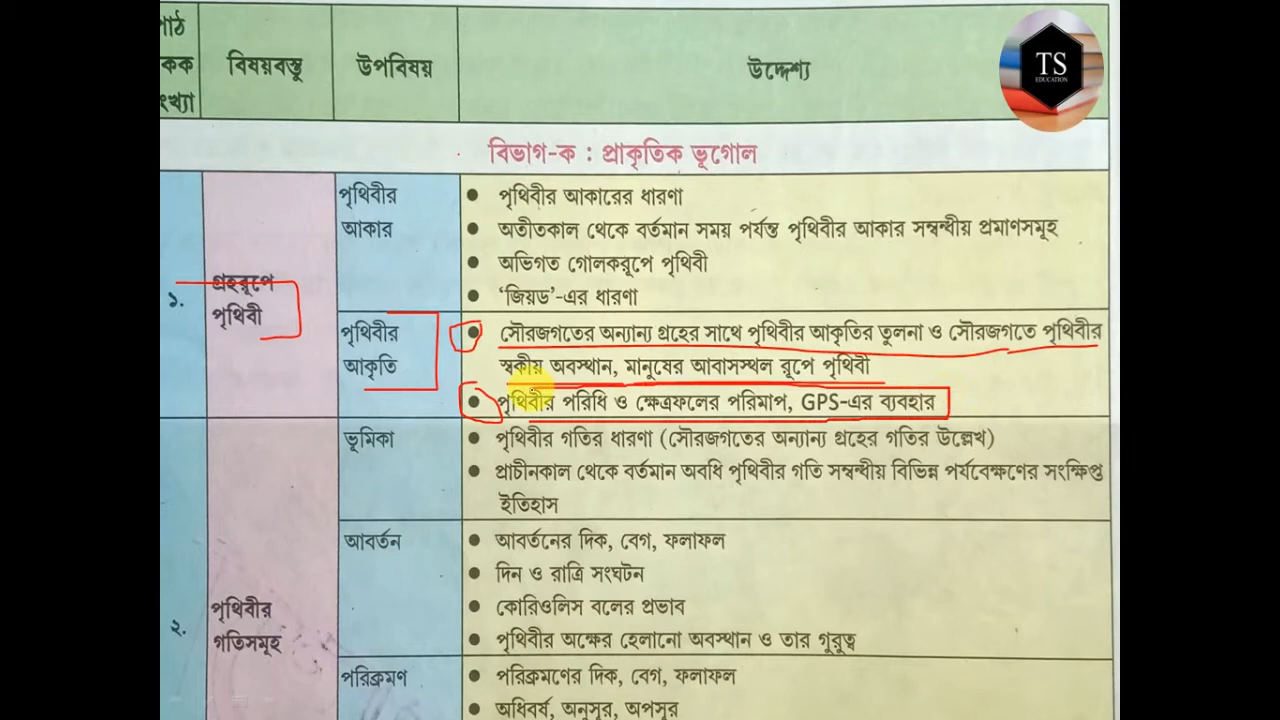 পাঠ
একক
সংখ্যা
বিষয়বস্তু
উপবিষয়
উদ্দেশ্য
TS
EDUCATION
বিভাগ-ক : প্রাকৃতিক ভূগোল
১.
গ্রহরূপে
পৃথিবী
পৃথিবীর
আকার
● পৃথিবীর আকারের ধারণা
● অতীতকাল থেকে বর্তমান সময় পর্যন্ত পৃথিবীর আকার সম্বন্ধীয় প্রমাণসমূহ
● অভিগত গোলকরূপে পৃথিবী
● ‘জিয়ড’-এর ধারণা
পৃথিবীর
আকৃতি
● সৌরজগতের অন্যান্য গ্রহের সাথে পৃথিবীর আকৃতির তুলনা ও সৌরজগতে পৃথিবীর
স্বকীয় অবস্থান, মানুষের আবাসস্থল রূপে পৃথিবী
● পৃথিবীর পরিধি ও ক্ষেত্রফলের পরিমাপ, GPS-এর ব্যবহার
২.
পৃথিবীর
গতিসমূহ
ভূমিকা
● পৃথিবীর গতির ধারণা (সৌরজগতের অন্যান্য গ্রহের গতির উল্লেখ)
● প্রাচীনকাল থেকে বর্তমান অবধি পৃথিবীর গতি সম্বন্ধীয় বিভিন্ন পর্যবেক্ষণের সংক্ষিপ্ত
ইতিহাস
আবর্তন
● আবর্তনের দিক, বেগ, ফলাফল
● দিন ও রাত্রি সংঘটন
● কোরিওলিস বলের প্রভাব
● পৃথিবীর অক্ষের হেলানো অবস্থান ও তার গুরুত্ব
পরিক্রমণ
● পরিক্রমণের দিক, বেগ, ফলাফল
● অধিবর্ষ, অনুসূর, অপসূর